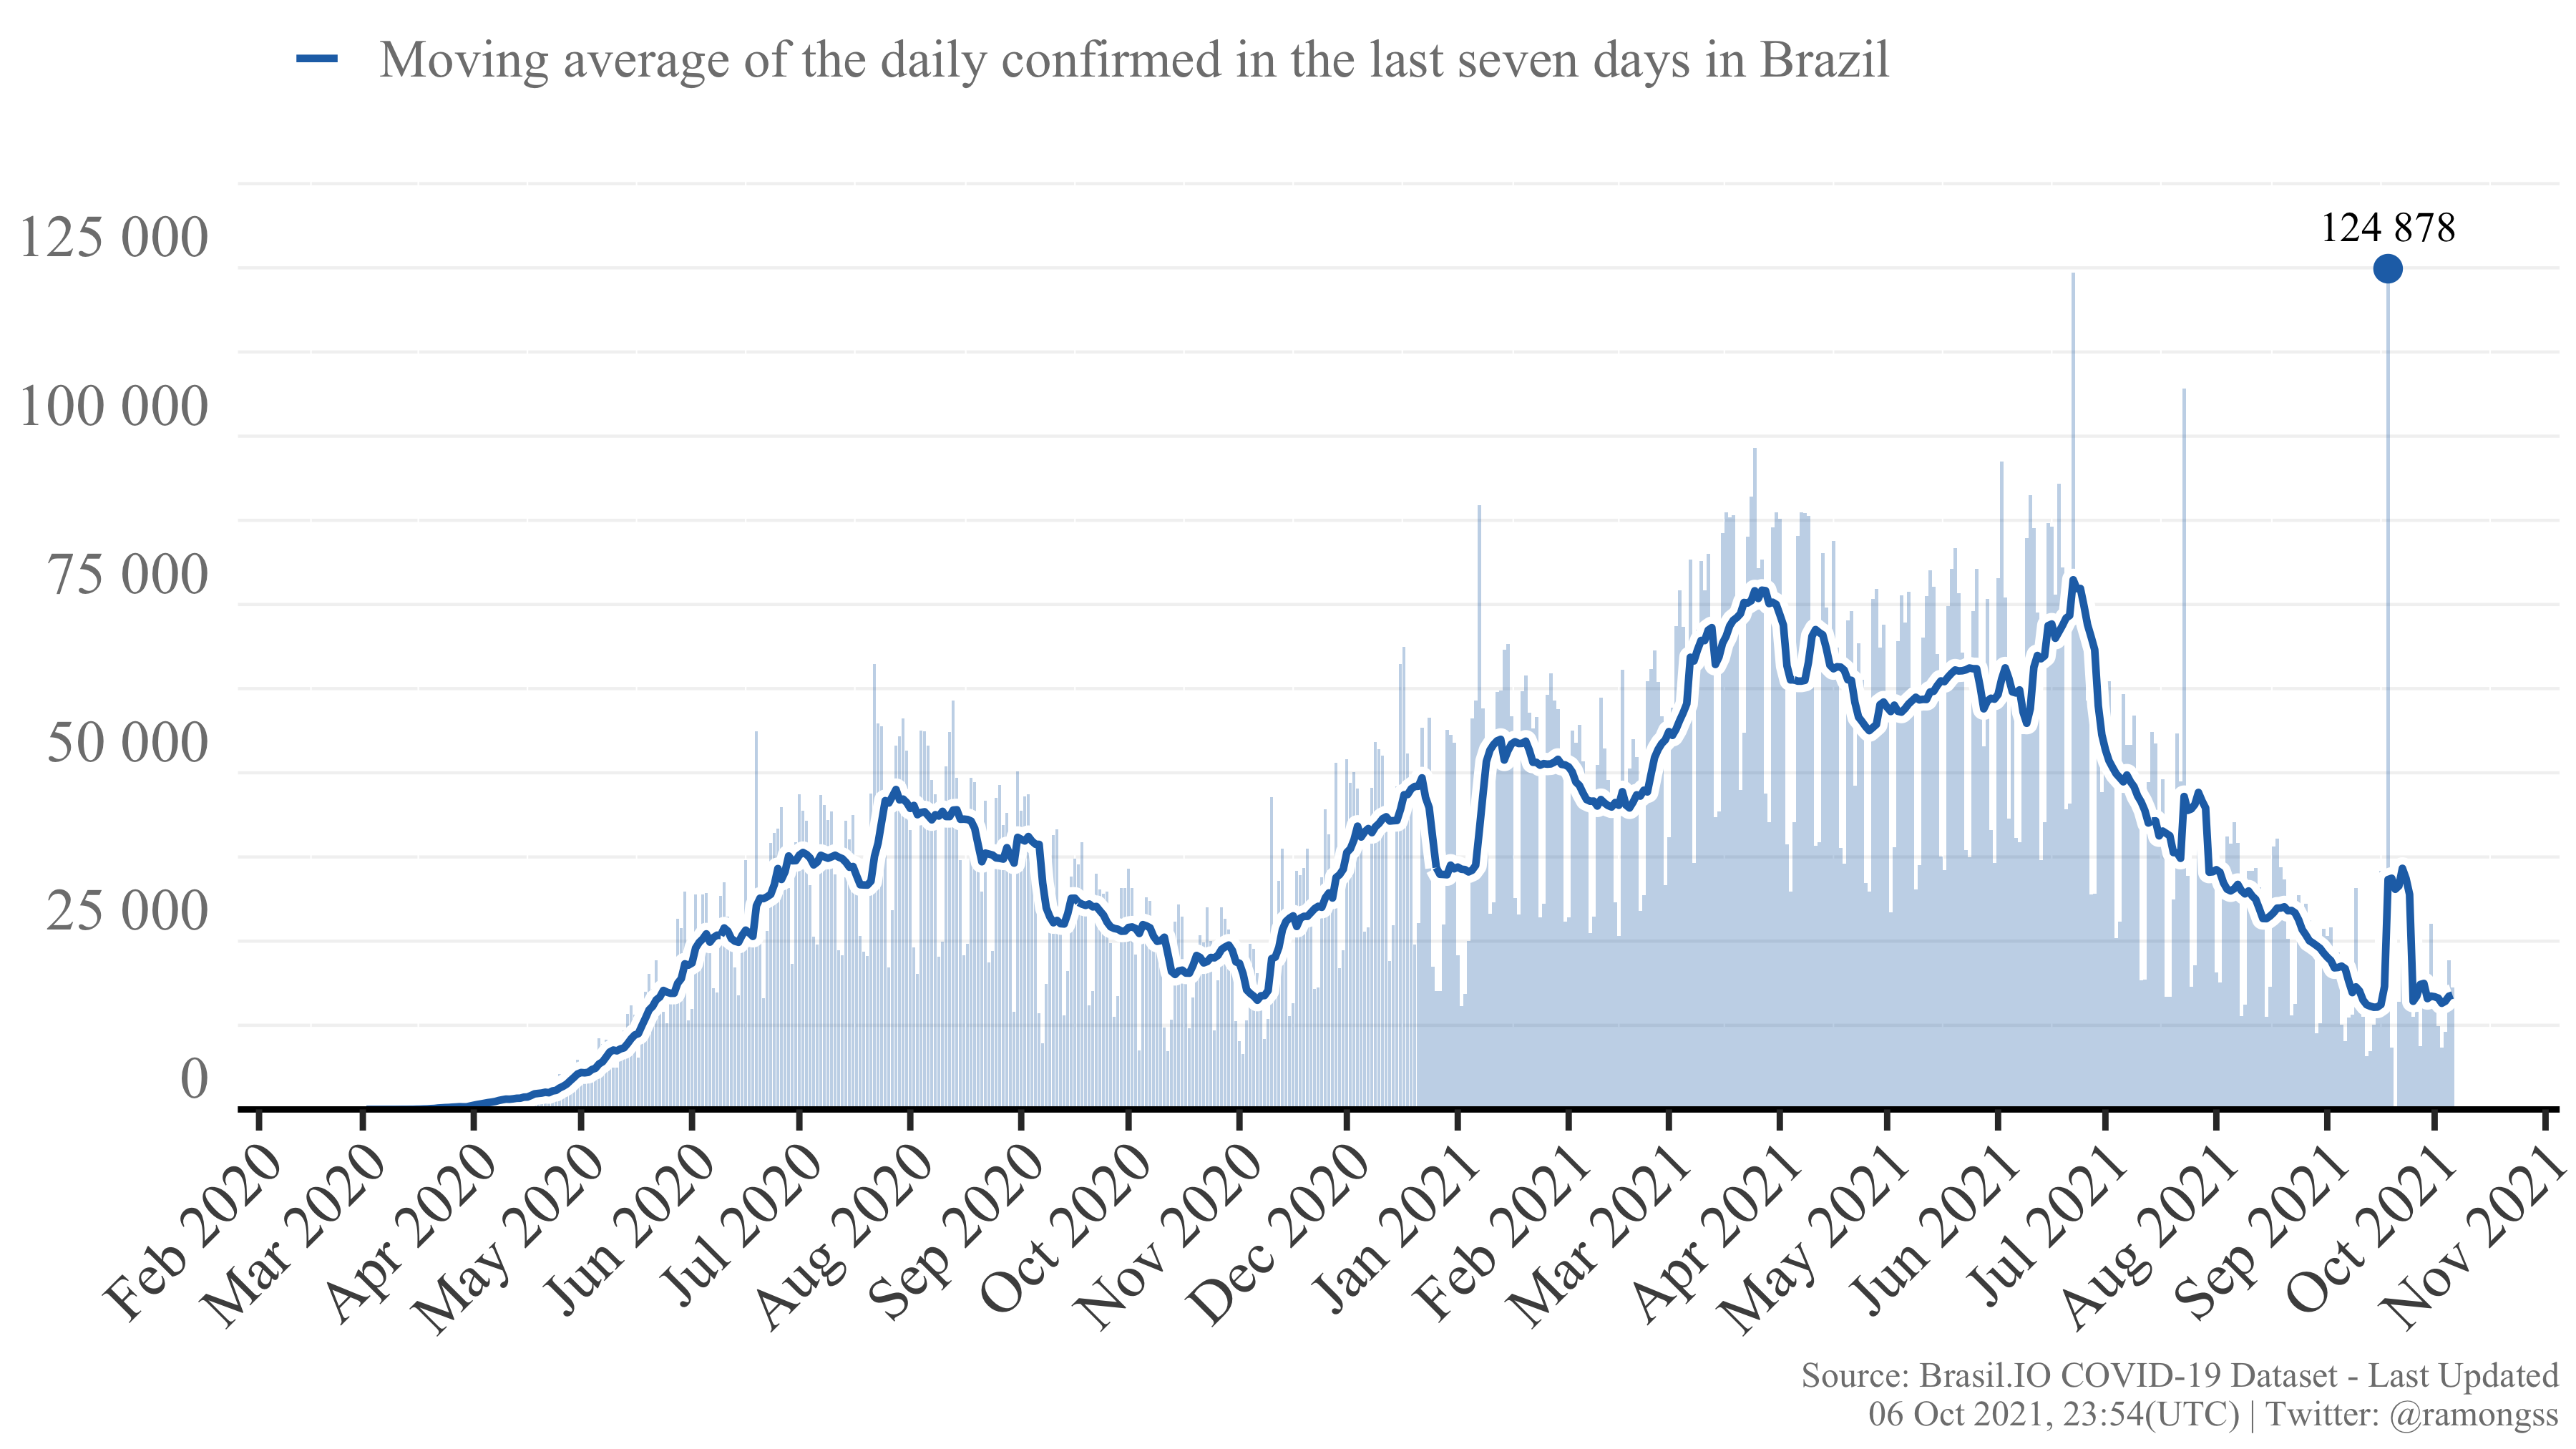 Moving average of the daily confirmed in the last seven days in Brazil
125 000
124 878
100 000
75 000
50 000
25 000
0
Feb 2020
Mar 2020
Apr 2020
May 2020
Jun 2020
Jul 2020
Aug 2020
Sep 2020
Oct 2020
Nov 2020
Dec 2020
Jan 2021
Feb 2021
Mar 2021
Apr 2021
May 2021
Jun 2021
Jul 2021
Aug 2021
Sep 2021
Oct 2021
Nov 2021
Source: Brasil.IO COVID-19 Dataset - Last Updated
06 Oct 2021, 23:54(UTC) | Twitter: @ramongss